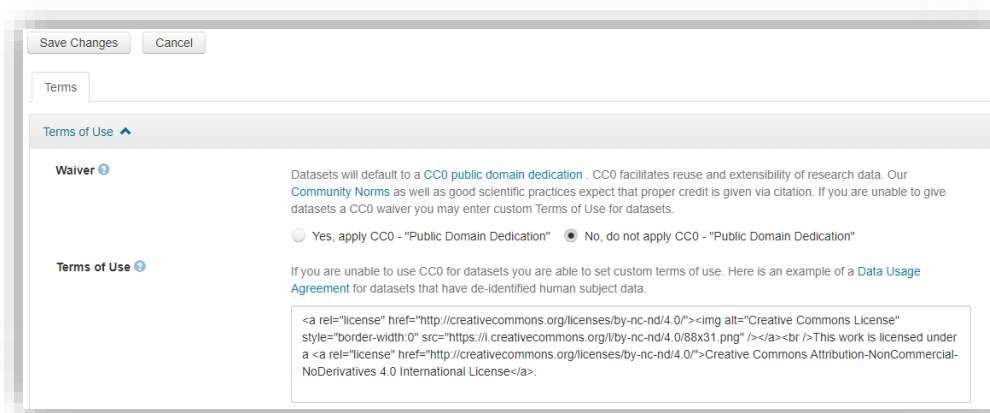 Save Changes Cancel
Terms
Terms of Use
Waiver
Datasets will default to a CC0 public domain dedication . CC0 facilitates reuse and extensibility of research data. Our
Community Norms as well as good scientific practices expect that proper credit is given via citation. If you are unable to give
datasets a CC0 waiver you may enter custom Terms of Use for datasets.
Yes, apply CC0 - "Public Domain Dedication" No, do not apply CC0 - "Public Domain Dedication"
Terms of Use
If you are unable to use CC0 for datasets you are able to set custom terms of use. Here is an example of a Data Usage
Agreement for datasets that have de-identified human subject data.
<a rel="license" href="http://creativecommons.org/licenses/by-nc-nd/4.0/"><img alt="Creative Commons License"
style="border-width:0" src="https://i.creativecommons.org/l/by-nc-nd/4.0/88x31.png" /></a><br />This work is licensed under
a <a rel="license" href="http://creativecommons.org/licenses/by-nc-nd/4.0/">Creative Commons Attribution-NonCommercial-
NoDerivatives 4.0 International License</a>.